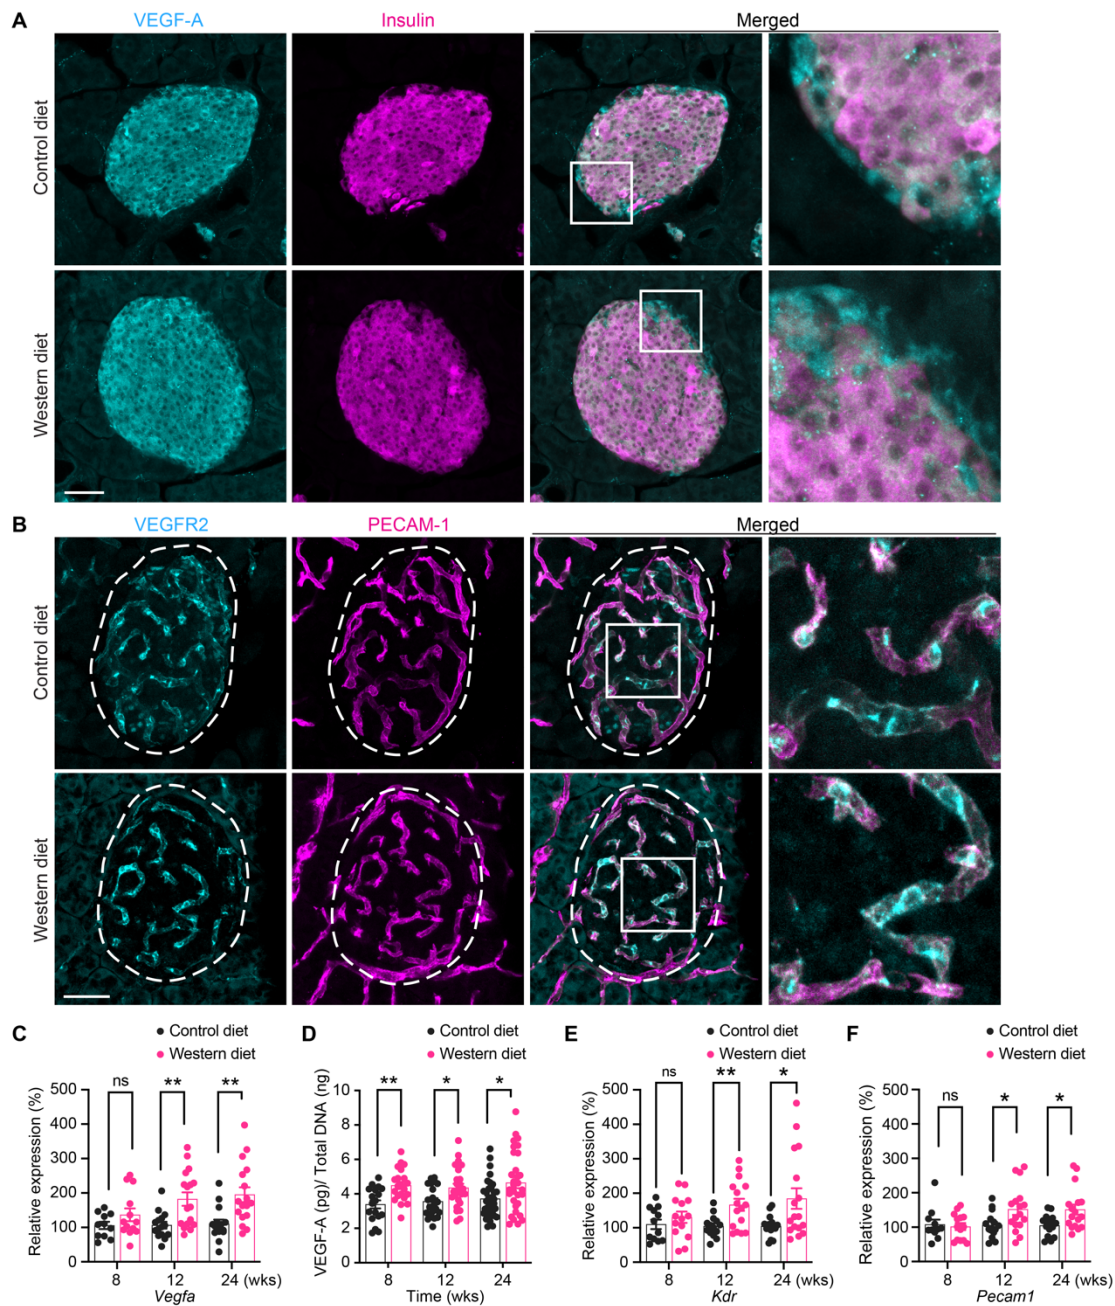 A
VEGF-A
Insulin
Merged
Control diet
Western diet
B
VEGFR2
PECAM-1
Merged
Control diet
Western diet
C
Control diet
Western diet
Relative expression (%)
500
400
300
200
100
0
ns
**
**
8
12
24 (wks)
Vegfa
D
Control diet
Western diet
VEGF-A (pg)/ Total DNA (ng)
10
8
6
4
2
0
**
*
*
8
12
24
Time (wks)
E
Control diet
Western diet
Relative expression (%)
500
400
300
200
100
0
ns
**
*
8
12
24 (wks)
Kdr
F
Control diet
Western diet
Relative expression (%)
500
400
300
200
100
0
ns
*
*
8
12
24 (wks)
Pecam1